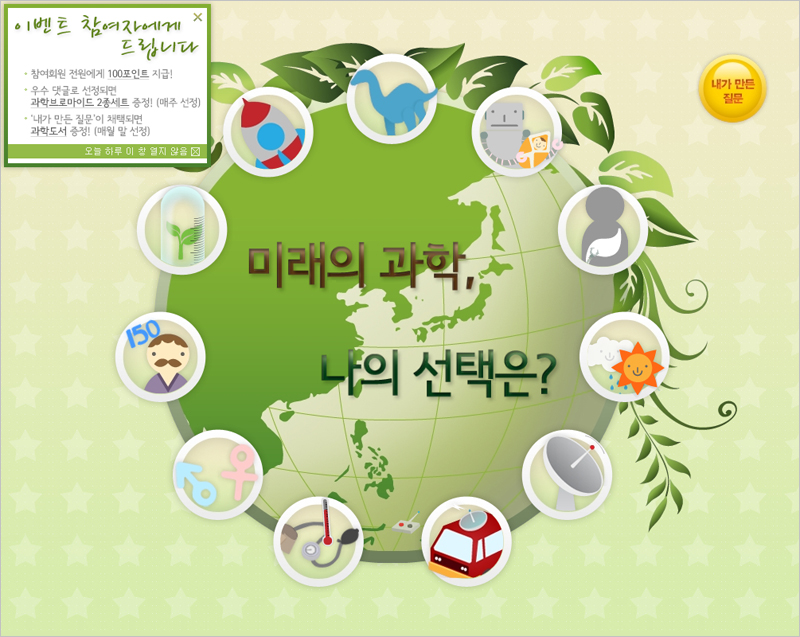 이벤트 참여자에게
드립니다
· 참여회원 전원에게 100포인트 지급!
· 우수 댓글로 선정되면
과학브로마이드 2종세트 증정! (매주 선정)
· '내가 만든 질문'이 채택되면
과학도서 증정! (매월 말 선정)
오늘 하루 이 창 열지 않음
내가 만든
질문
미래의 과학,
150
나의 선택은?